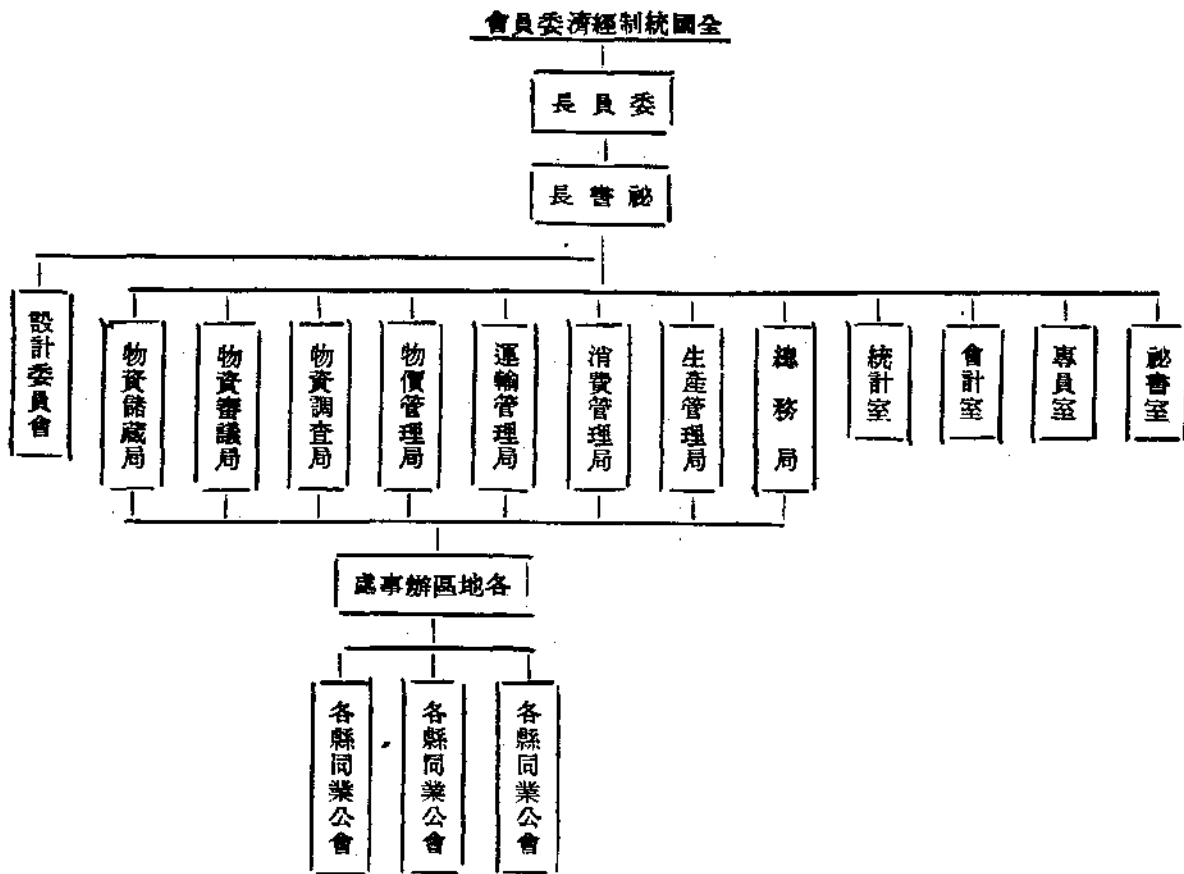 全國統制經濟委員會
委員長
祕書長
祕書室
專員室
會計室
統計室
總務局
生產管理局
消費管理局
運輸管理局
物價管理局
物資調查局
物資審議局
物資儲藏局
設計委員會
各地區辦事處
各縣同業公會
各縣同業公會
各縣同業公會